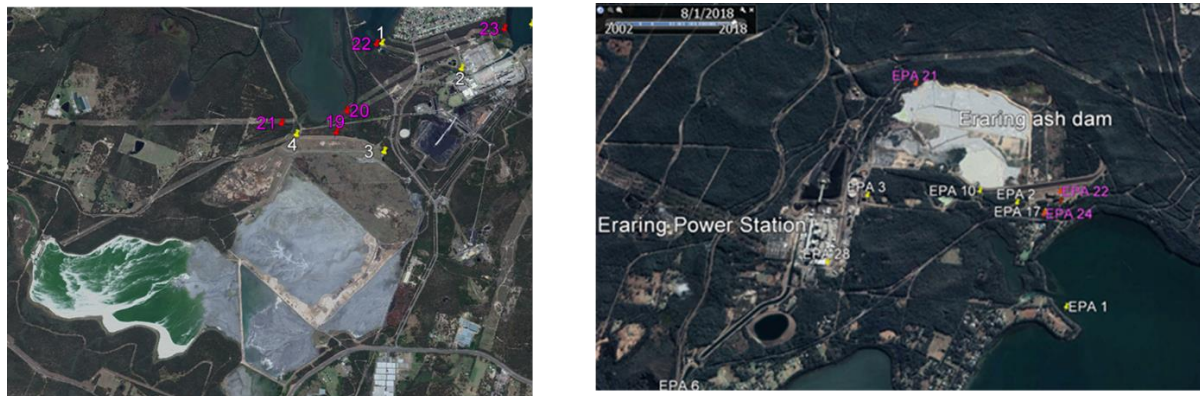 1
22
23
2
20
21
19
4
3
8/1/2018
2002
2018
EPA 21
Eraring ash dam
EPA 3
EPA 10
EPA 2
EPA 22
EPA 17
EPA 24
Eraring Power Station
EPA 28
EPA 1
EPA 6